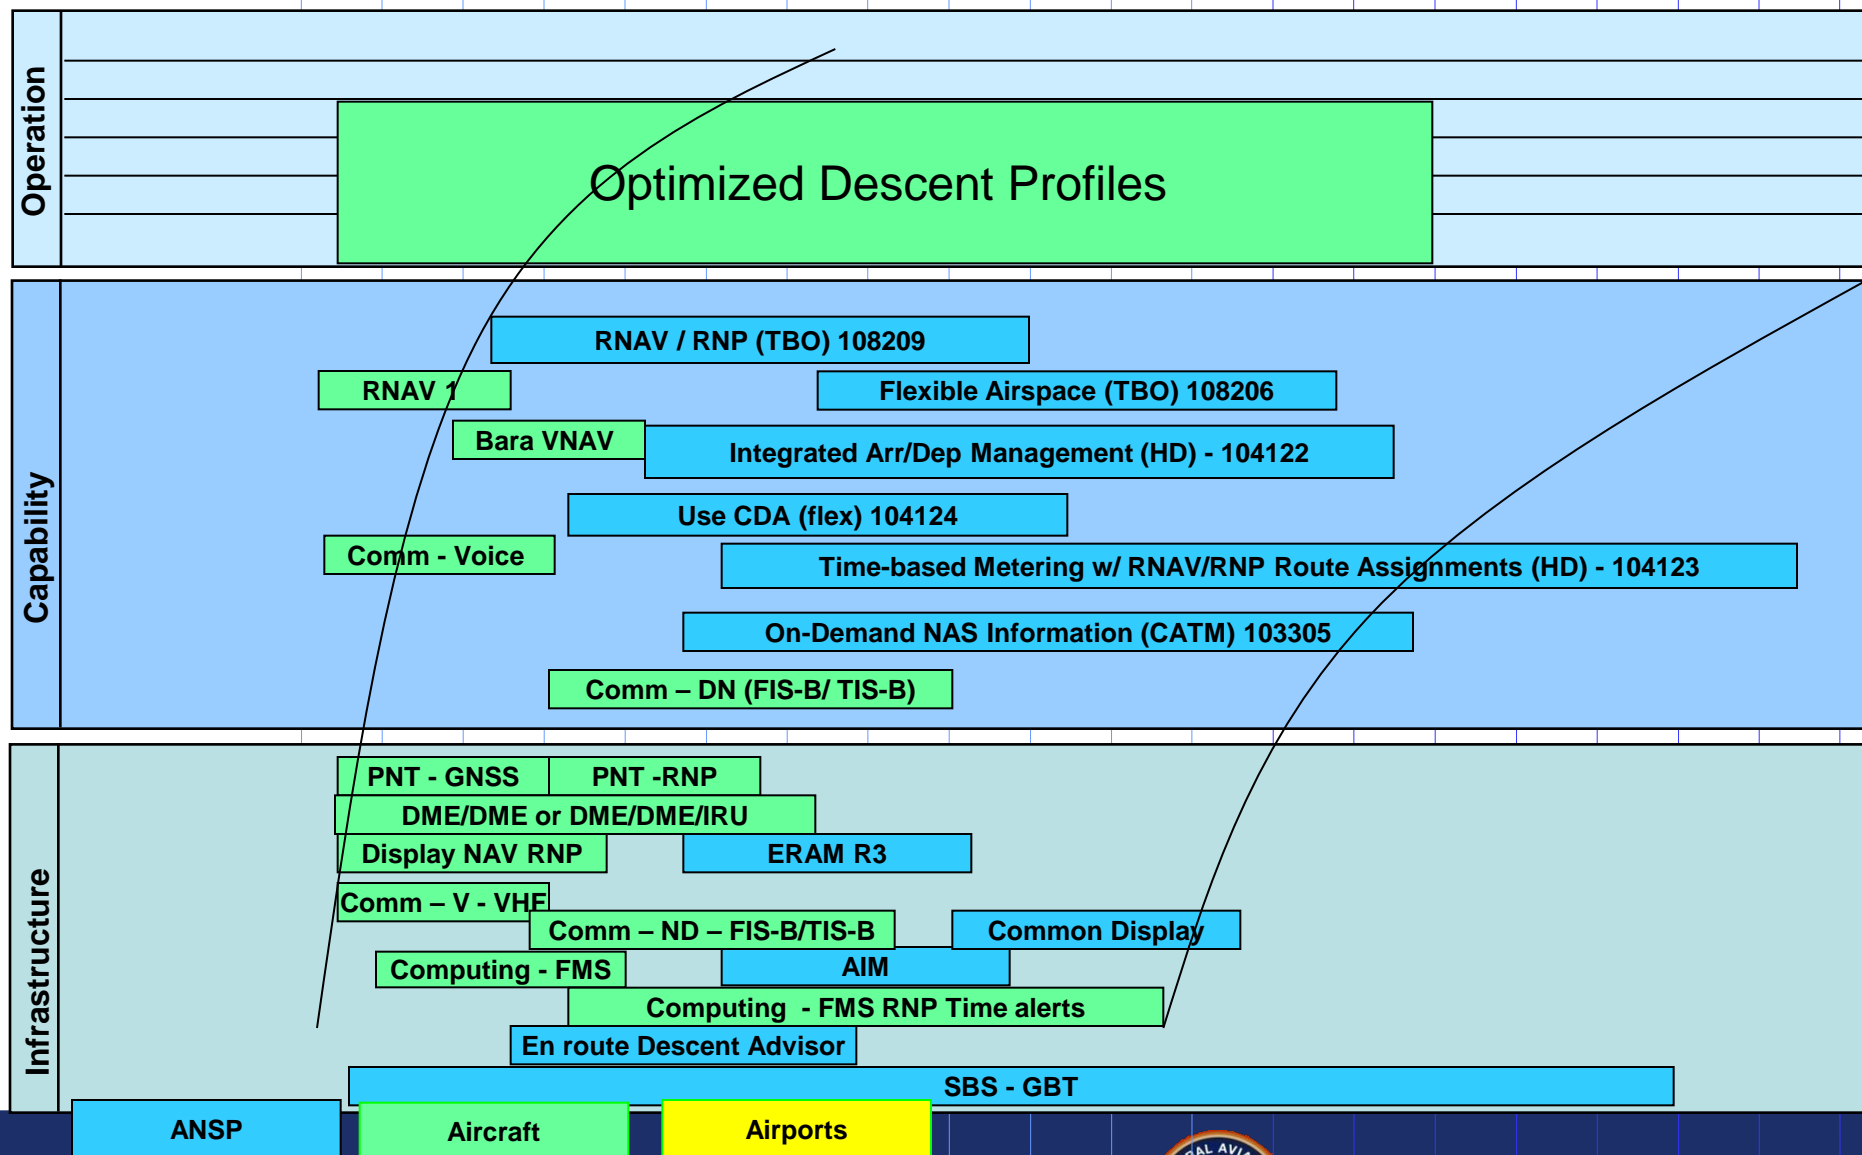 Operation
Optimized Descent Profiles
Capability
RNAV / RNP (TBO) 108209
RNAV 1
Flexible Airspace (TBO) 108206
Bara VNAV
Integrated Arr/Dep Management (HD) - 104122
Use CDA (flex) 104124
Comm - Voice
Time-based Metering w/ RNAV/RNP Route Assignments (HD) - 104123
On-Demand NAS Information (CATM) 103305
Comm – DN (FIS-B/ TIS-B)
Infrastructure
PNT - GNSS
PNT -RNP
DME/DME or DME/DME/IRU
Display NAV RNP
ERAM R3
Comm – V - VHF
Comm – ND – FIS-B/TIS-B
Common Display
Computing - FMS
AIM
Computing - FMS RNP Time alerts
En route Descent Advisor
SBS - GBT
ANSP
Aircraft
Airports